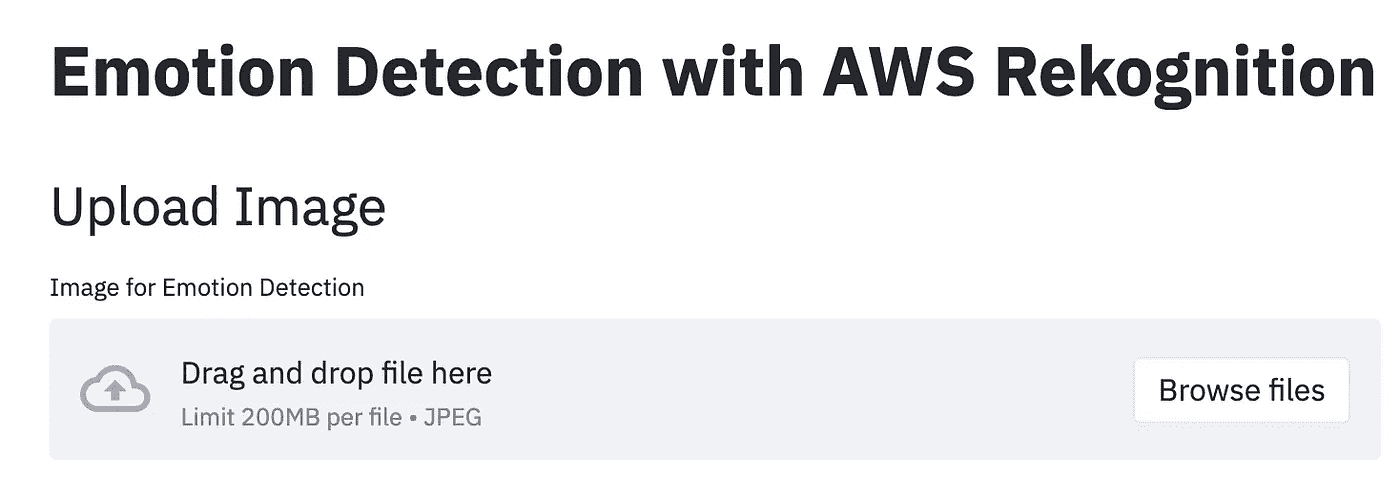 Emotion Detection with AWS Rekognition
Upload Image
Image for Emotion Detection
Drag and drop file here
Limit 200MB per file • JPEG
Browse files